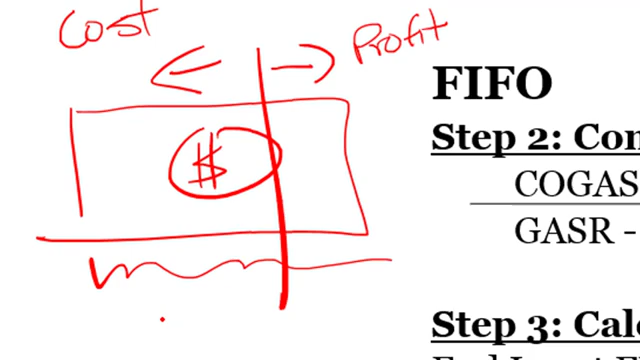 Cost
Profit
$
FIFO
Step 2: Con
COGAS
GASR -
Step 3: Calc